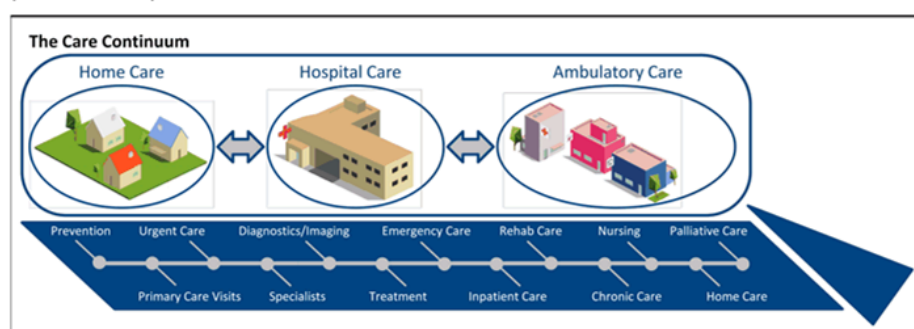 The Care Continuum
Home Care Hospital Care Ambulatory Care
Prevention Urgent Care Diagnostics/Imaging Emergency Care Rehab Care Nursing Palliative Care
Primary Care Visits Specialists Treatment Inpatient Care Chronic Care Home Care